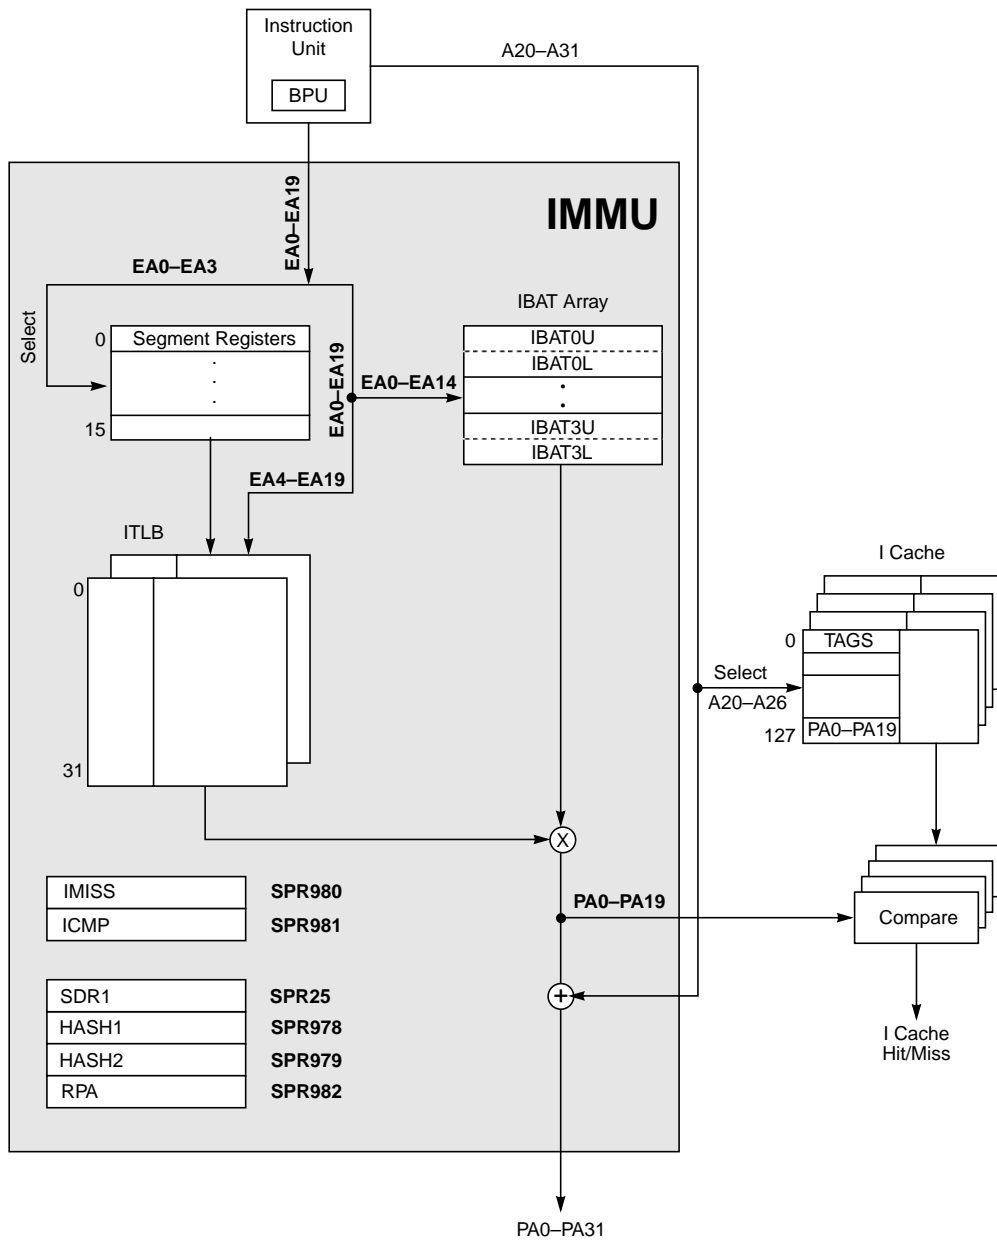 Instruction
Unit
BPU
A20–A31
IMMU
EA0–EA19
EA0–EA3
Select
IBAT Array
0
Segment Registers
.
.
.
15
EA0–EA19
EA0–EA14
IBAT0U
IBAT0L
•
•
IBAT3U
IBAT3L
EA4–EA19
ITLB
0
31
I Cache
0
TAGS
Select
A20–A26
127
PA0–PA19
X
IMISS SPR980
ICMP SPR981
PA0–PA19
Compare
SDR1 SPR25
HASH1 SPR978
HASH2 SPR979
RPA SPR982
+
I Cache
Hit/Miss
PA0–PA31